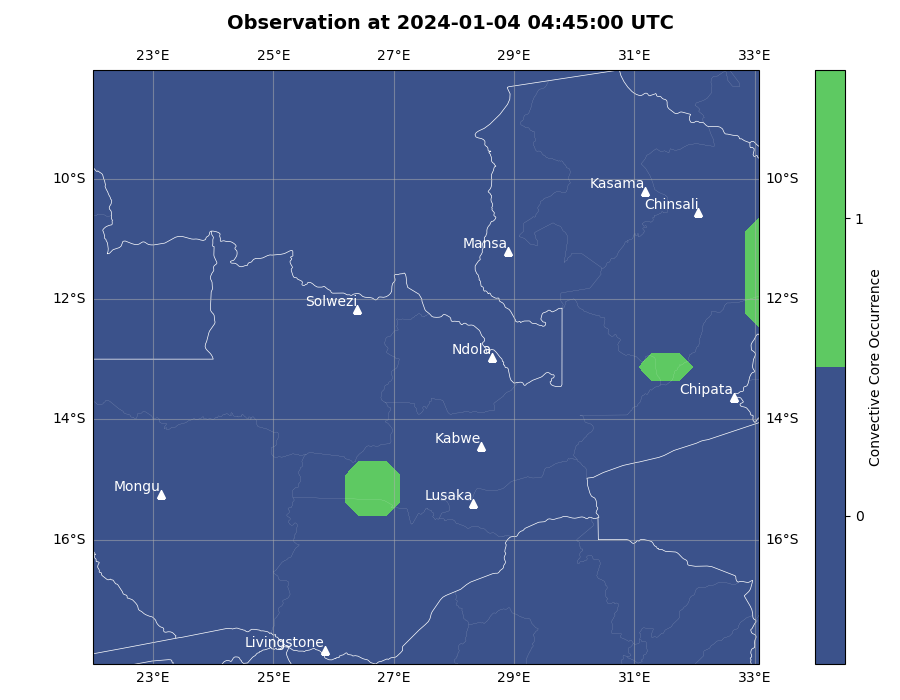 Observation at 2024-01-04 04:45:00 UTC
23°E 25°E 27°E 29°E 31°E 33°E
10°S 10°S
Kasama
Chinsali
Mansa
1
12°S 12°S
Solwezi
Ndola
Chipata
14°S 14°S
Kabwe
Mongu
Lusaka
0
16°S 16°S
Livingstone
23°E 25°E 27°E 29°E 31°E 33°E
Convective Core Occurrence